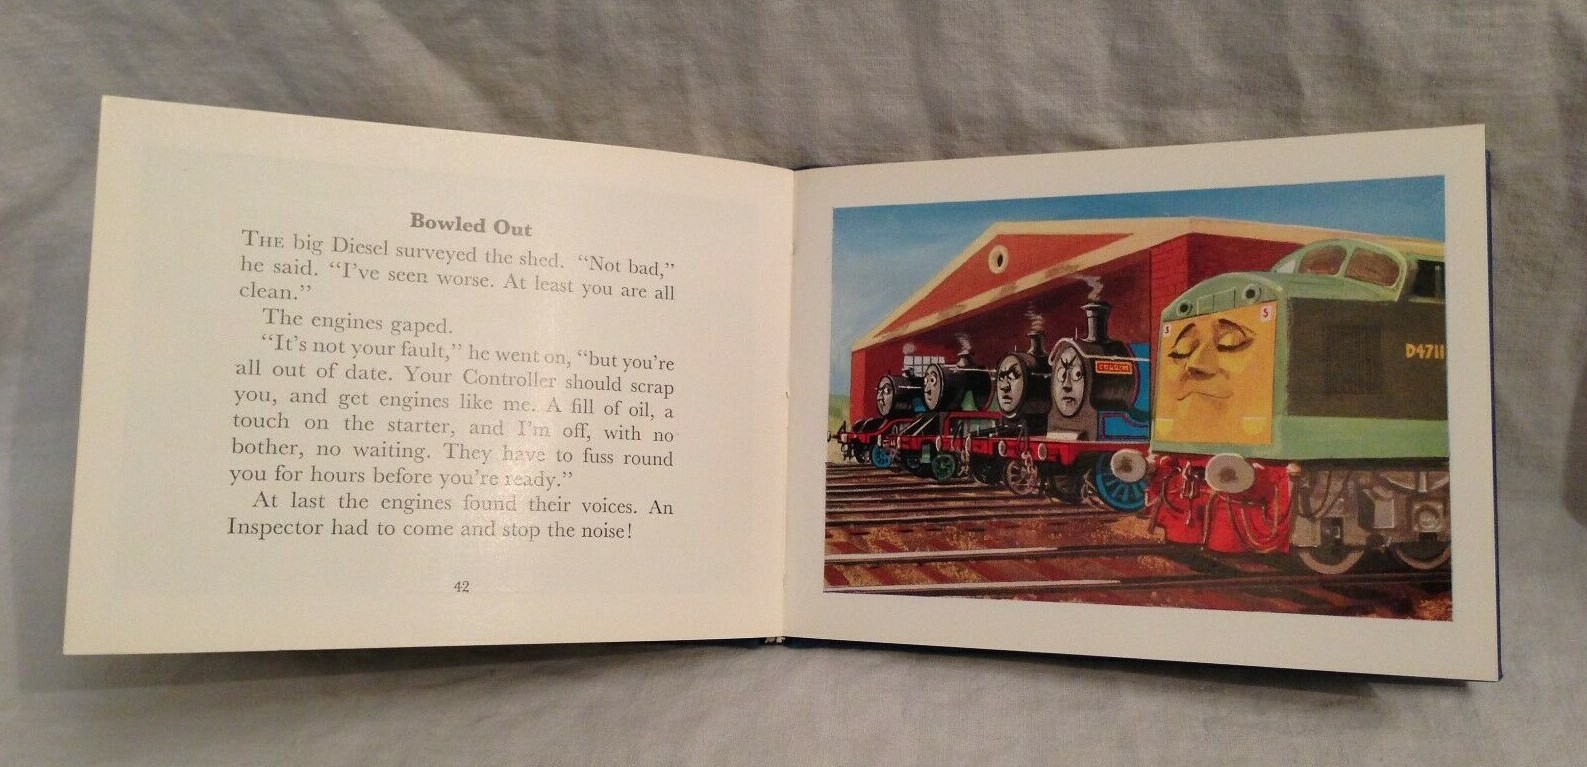 Bowled Out
THE big Diesel surveyed the shed. “Not bad,”
he said. “I’ve seen worse. At least you are all
clean.”
The engines gaped.
“It’s not your fault,” he went on, “but you’re
all out of date. Your Controller should scrap
you, and get engines like me. A fill of oil, a
touch on the starter, and I’m off, with no
bother, no waiting. They have to fuss round
you for hours before you’re ready.”
At last the engines found their voices. An
Inspector had to come and stop the noise!
42
3
5
D4711